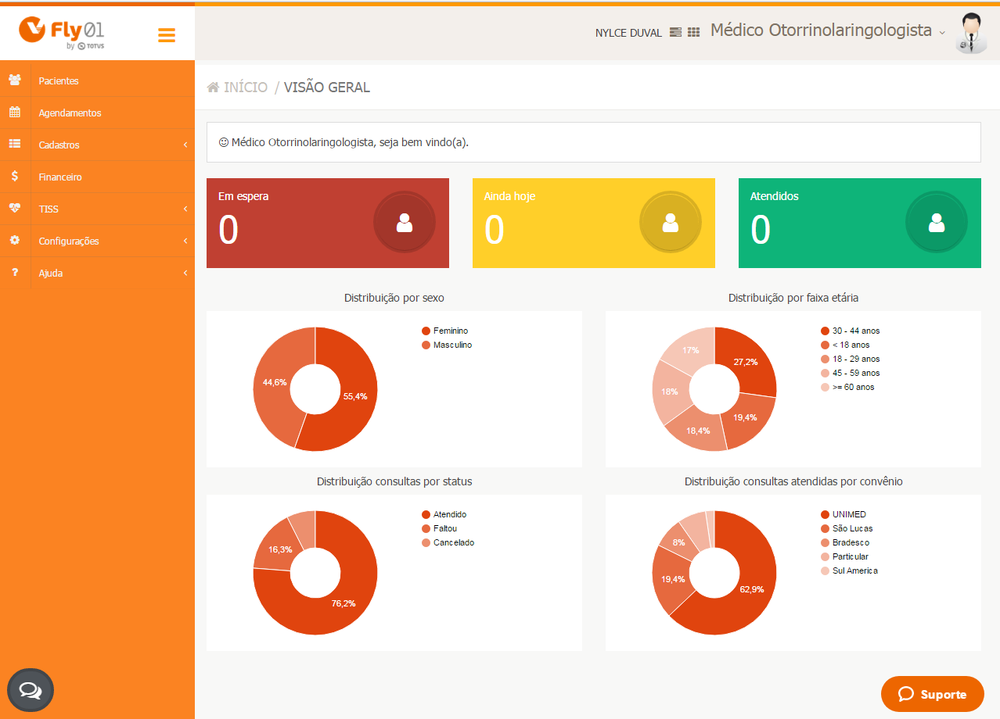 Fly01
by TOTVS
NYLCE DUVAL
Médico Otorrinolaringologista
Pacientes
Agendamentos
Cadastros
Financeiro
TISS
Configurações
? Ajuda
INÍCIO / VISÃO GERAL
Médico Otorrinolaringologista, seja bem vindo(a).
Em espera
0
Ainda hoje
0
Atendidos
0
Distribuição por sexo
44,6%
55,4%
Feminino
Masculino
Distribuição por faixa etária
17%
27,2%
18%
19,4%
18,4%
30 - 44 anos
< 18 anos
18 - 29 anos
45 - 59 anos
>= 60 anos
Distribuição consultas por status
16,3%
76,2%
Atendido
Faltou
Cancelado
Distribuição consultas atendidas por convênio
8%
19,4%
62,9%
UNIMED
São Lucas
Bradesco
Particular
Sul America
Suporte